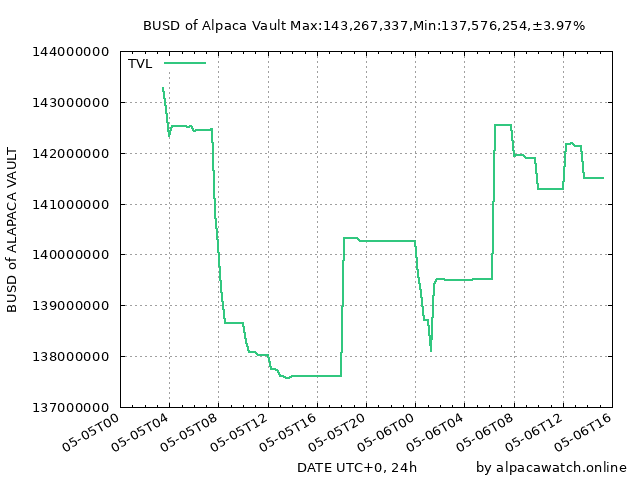 BUSD of Alpaca Vault Max:143,267,337,Min:137,576,254,±3.97%
TVL
144000000
143000000
142000000
141000000
140000000
139000000
138000000
137000000
BUSD of ALAPACA VAULT
05-05T00
05-05T04
05-05T08
05-05T12
05-05T16
05-05T20
05-06T00
05-06T04
05-06T08
05-06T12
05-06T16
DATE UTC+0, 24h
by alpacawatch.online